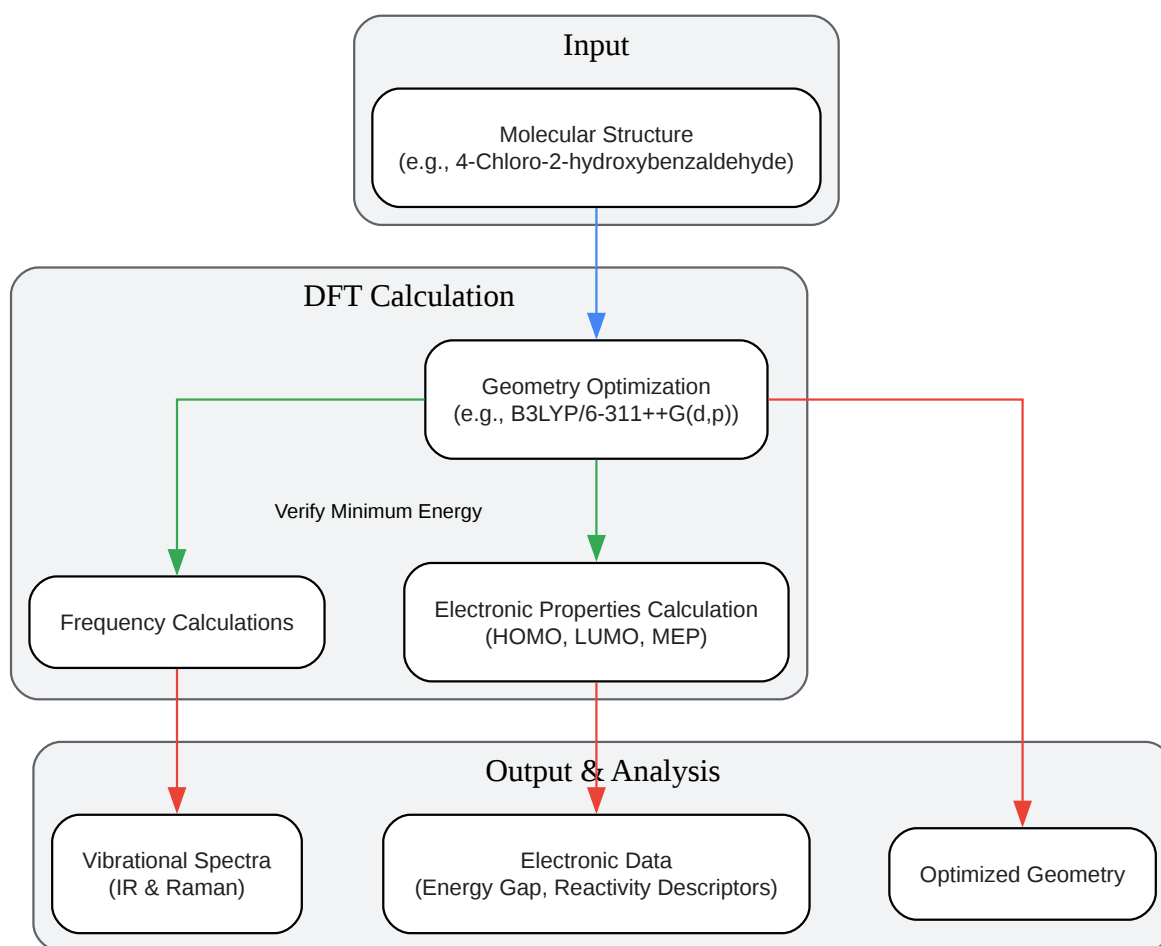 Input
Molecular Structure
(e.g., 4-Chloro-2-hydroxybenzaldehyde)
DFT Calculation
Geometry Optimization
(e.g., B3LYP/6-311++G(d,p))
Verify Minimum Energy
Frequency Calculations
Electronic Properties Calculation
(HOMO, LUMO, MEP)
Output & Analysis
Vibrational Spectra
(IR & Raman)
Electronic Data
(Energy Gap, Reactivity Descriptors)
Optimized Geometry